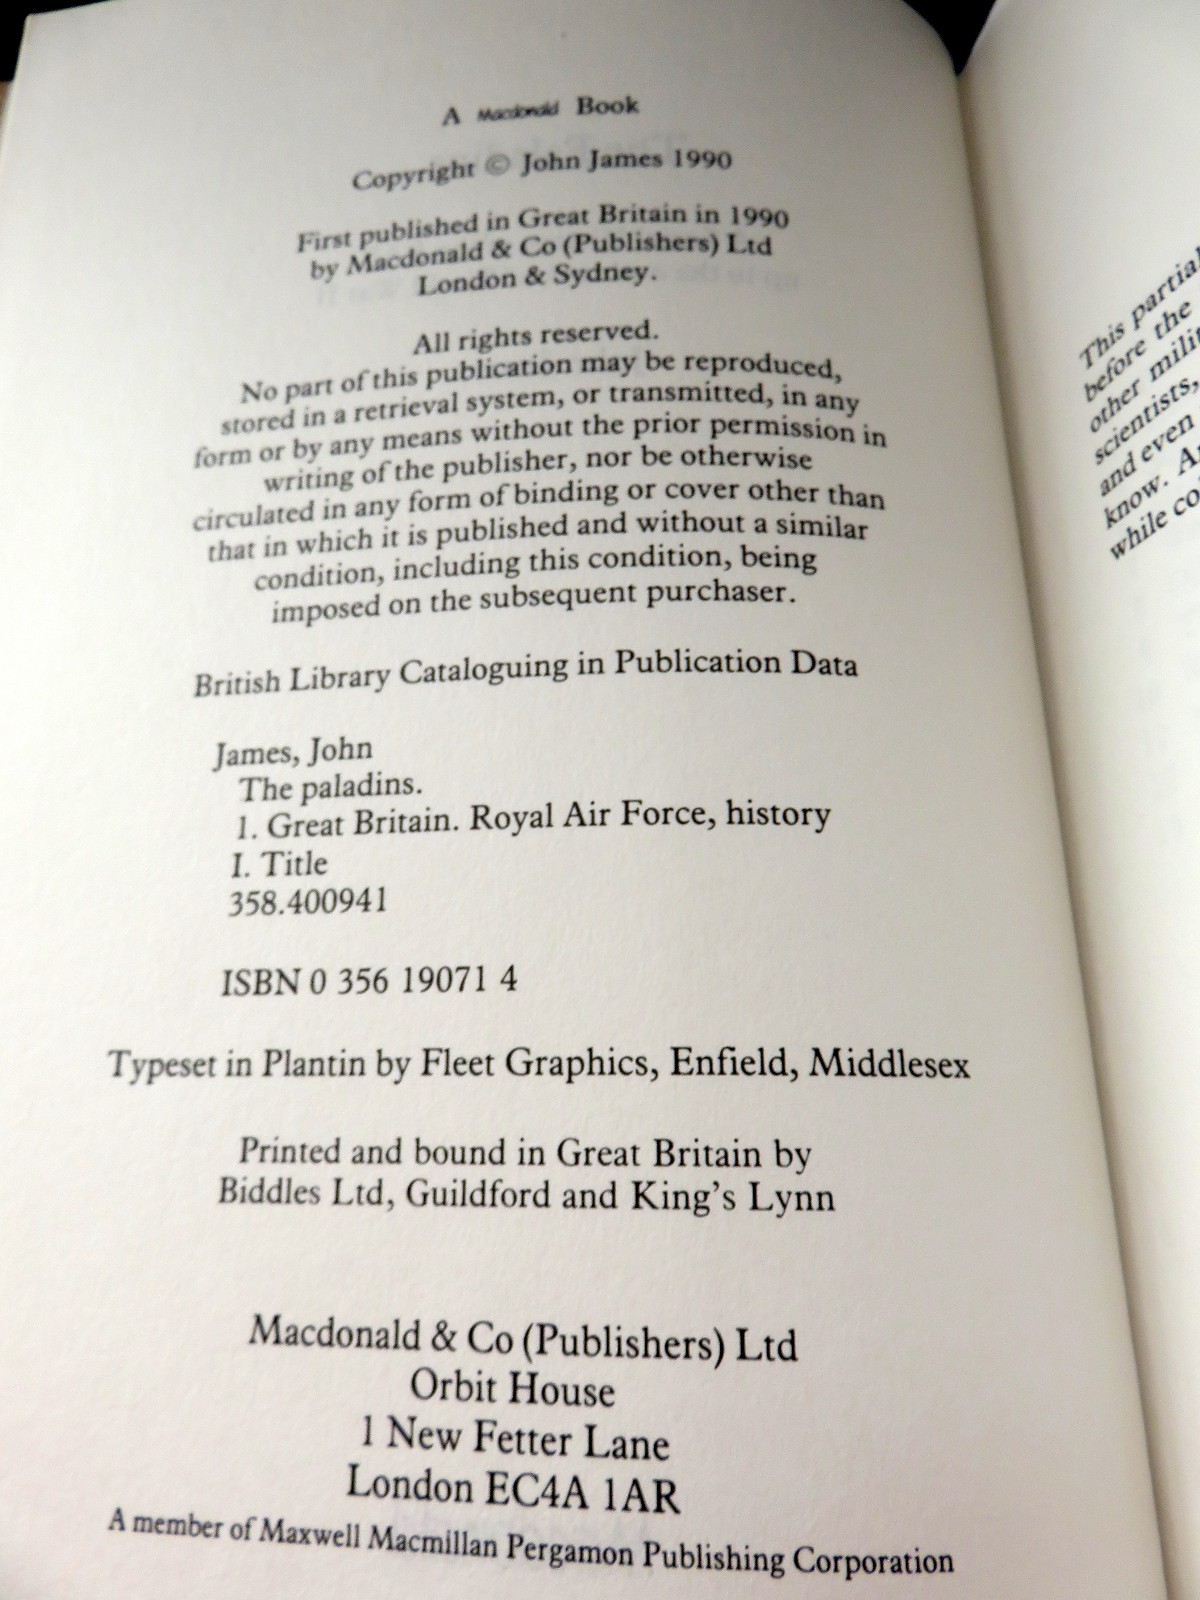 A Macdonald Book
Copyright © John James 1990
First published in Great Britain in 1990
by Macdonald & Co (Publishers) Ltd
London & Sydney.
All rights reserved.
No part of this publication may be reproduced,
stored in a retrieval system, or transmitted, in any
form or by any means without the prior permission in
writing of the publisher, nor be otherwise
circulated in any form of binding or cover other than
that in which it is published and without a similar
condition, including this condition, being
imposed on the subsequent purchaser.
British Library Cataloguing in Publication Data
James, John
The paladins.
1. Great Britain. Royal Air Force, history
I. Title
358.400941
ISBN 0 356 19071 4
Typeset in Plantin by Fleet Graphics, Enfield, Middlesex
Printed and bound in Great Britain by
Biddles Ltd, Guildford and King's Lynn
Macdonald & Co (Publishers) Ltd
Orbit House
1 New Fetter Lane
London EC4A 1AR
A member of Maxwell Macmillan Pergamon Publishing Corporation
This partial
before the
other milit
scientists,
and even
know. A
while co